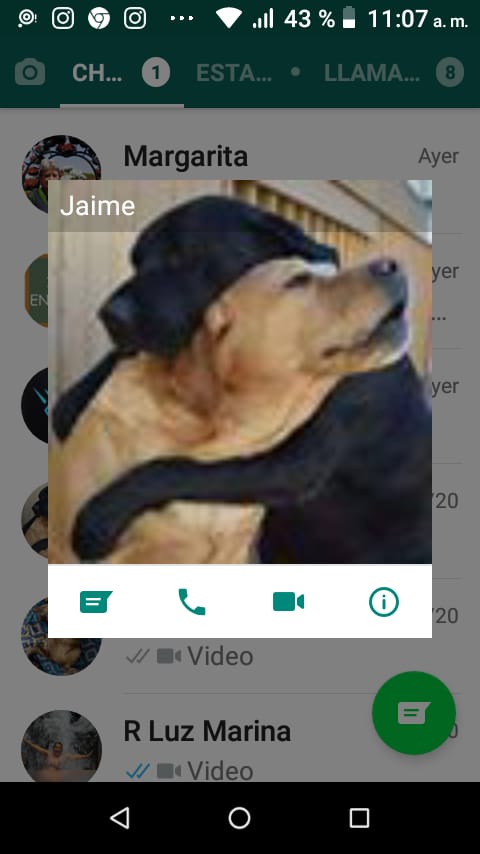 43 % 11:07 a. m.
CH... 1 ESTA... • LLAMA... 8
Margarita Ayer
Jaime
yer
EN
...
yer
/20
/20
Video
R Luz Marina 0
Video